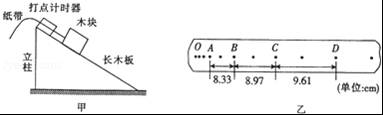 打点计时器
纸带
木块
立柱
长木板
甲
O A B C D
8.33 8.97 9.61
(单位:cm)
乙